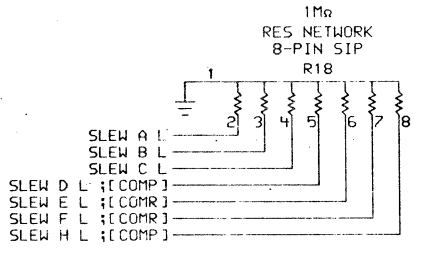 1MΩ
RES NETWORK
8-PIN SIP
R18
1
2 3 4 5 6 7 8
SLEW A L
SLEW B L
SLEW C L
SLEW D L ;[COMP]
SLEW E L ;[COMR]
SLEW F L ;[COMR]
SLEW H L ;[COMP]